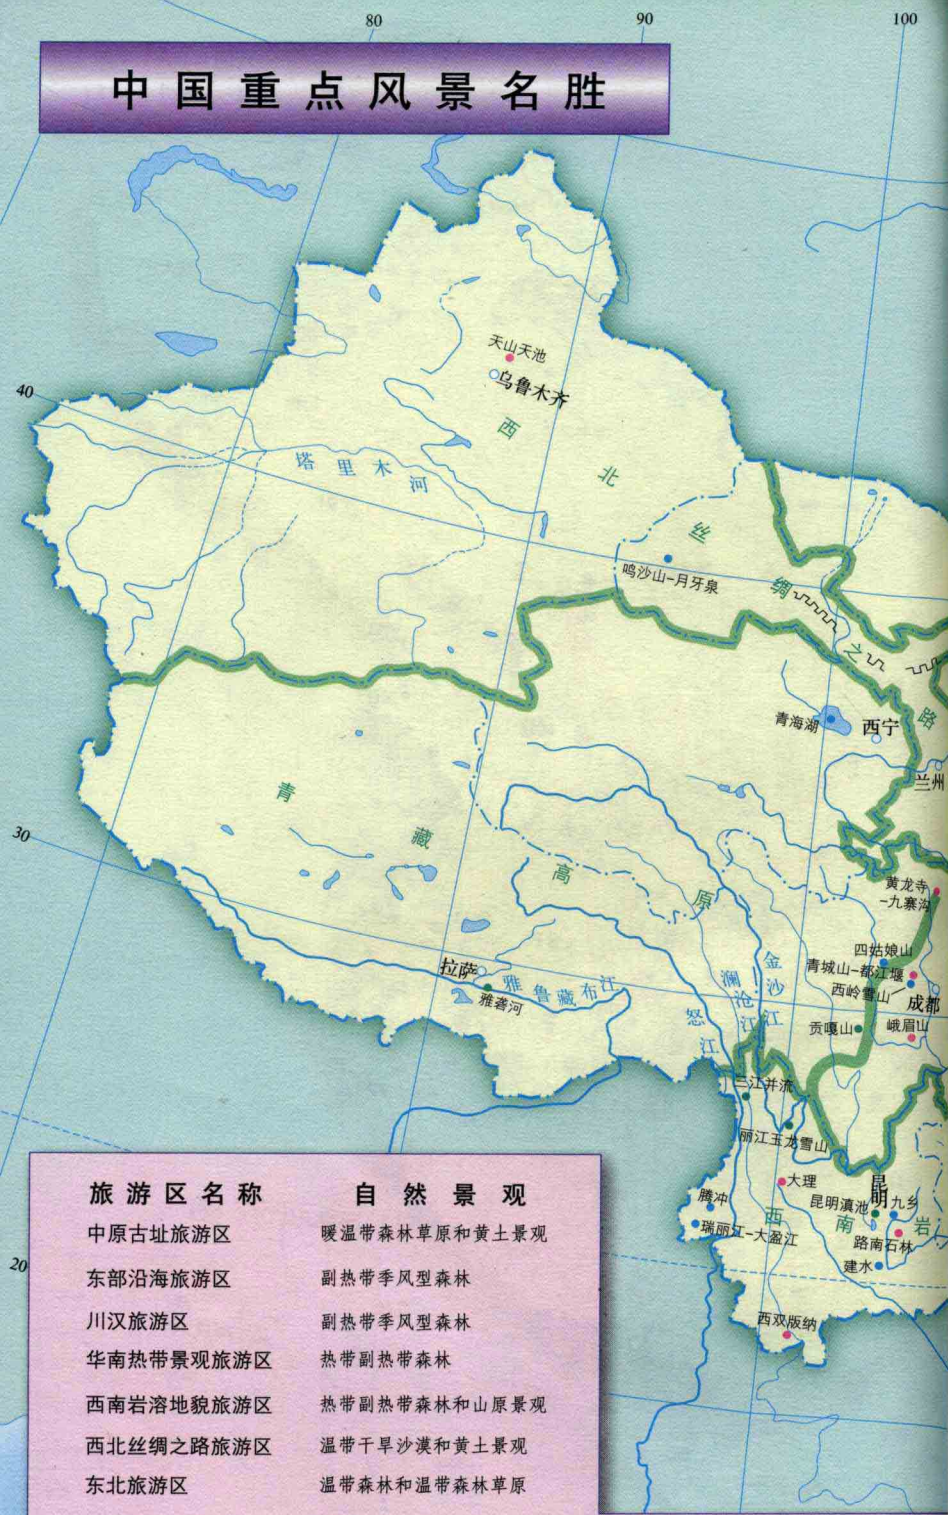 80
90
100
中国重点风景名胜
天山天池
乌鲁木齐
40
西北丝绸之路
塔里木河
鸣沙山-月牙泉
青海湖
西宁
兰州
青藏高原
30
黄龙寺
-九寨沟
四姑娘山
青城山-都江堰
西岭雪山
成都
拉萨
雅鲁藏布江
雅砻河
澜沧江
金沙江
怒江
贡嘎山
峨眉山
三江并流
丽江玉龙雪山
大理
昆明
腾冲
昆明滇池
九乡
西南岩
瑞丽江-大盈江
路南石林
建水
20
西双版纳
旅游区名称 自然景观
中原古址旅游区 暖温带森林草原和黄土景观
东部沿海旅游区 副热带季风型森林
川汉旅游区 副热带季风型森林
华南热带景观旅游区 热带副热带森林
西南岩溶地貌旅游区 热带副热带森林和山原景观
西北丝绸之路旅游区 温带干旱沙漠和黄土景观
东北旅游区 温带森林和温带森林草原